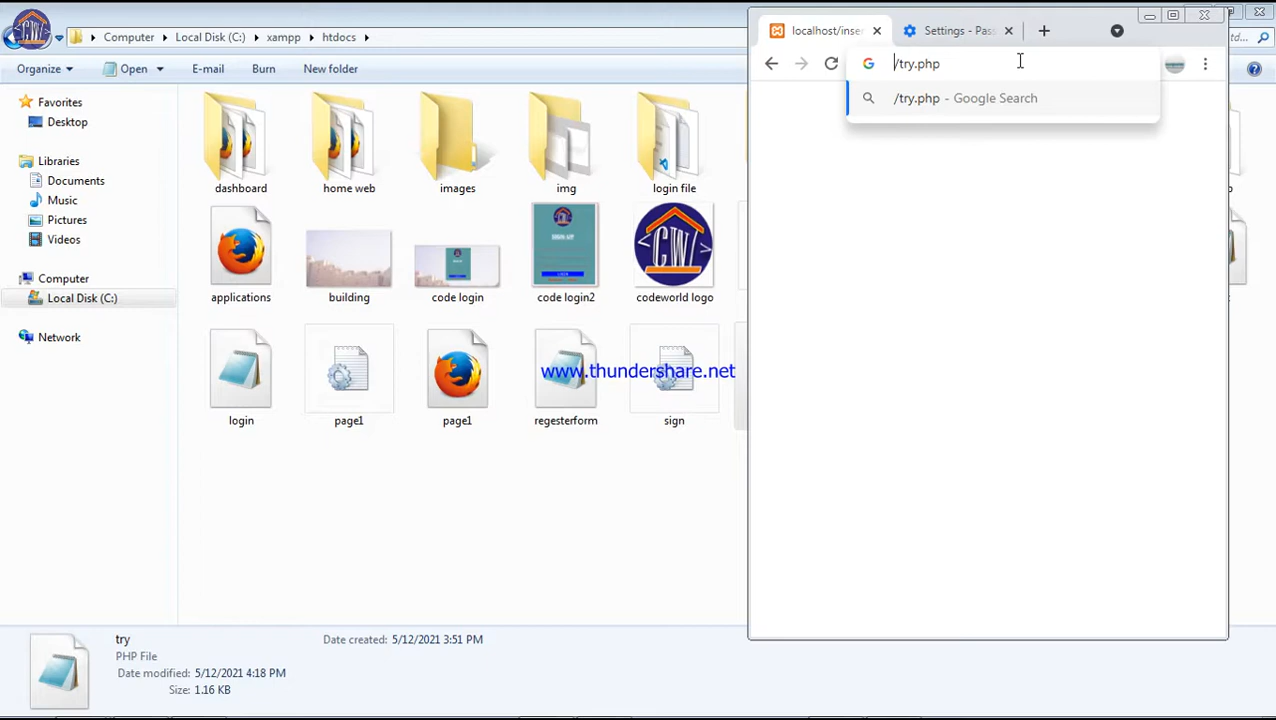 Computer
Local Disk (C:)
xampp
htdocs
Organize
Open
E-mail
Burn
New folder
Favorites
Desktop
Libraries
Documents
Music
Pictures
Videos
Computer
Local Disk (C:)
Network
dashboard
home web
images
img
login file
applications
building
code login
code login2
codeworld logo
CWL
login
page1
page1
regesterform
sign
www.thundershare.net
try
PHP File
Date modified: 5/12/2021 4:18 PM
Size: 1.16 KB
Date created: 5/12/2021 3:51 PM
localhost/inser
Settings - Pass
/try.php
/try.php - Google Search